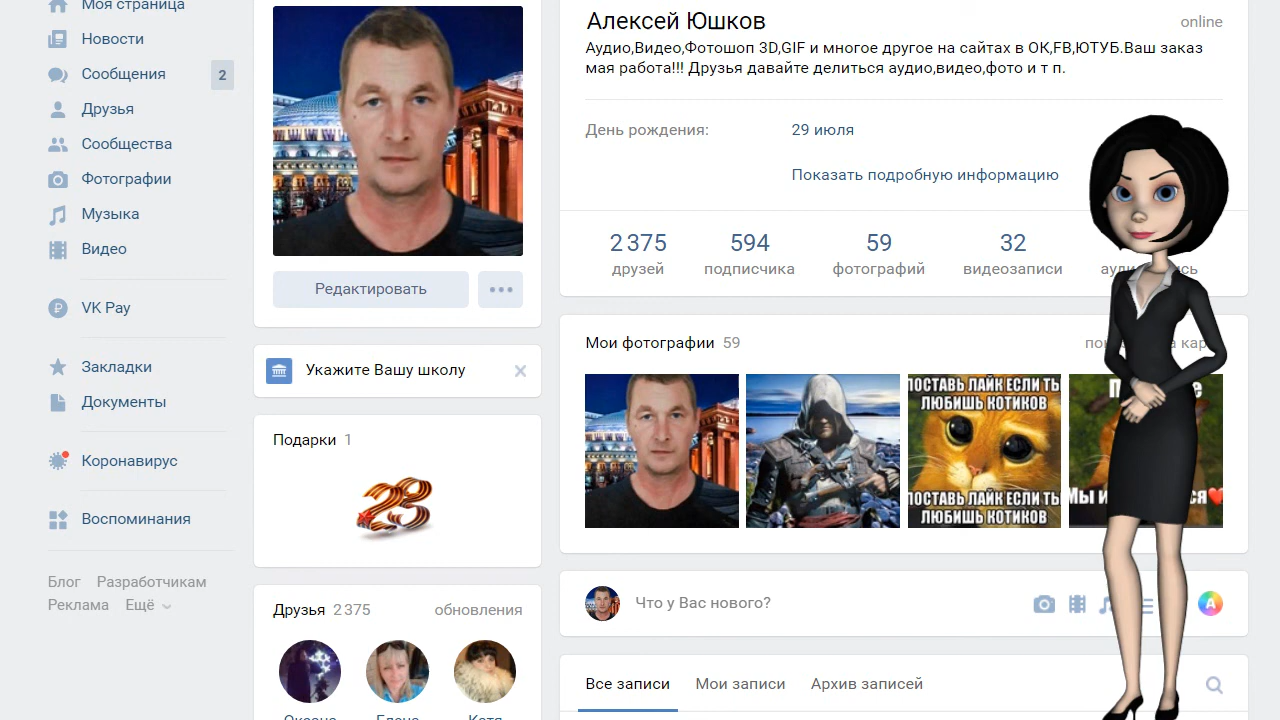 Моя страница
Новости
Сообщения 2
Друзья
Сообщества
Фотографии
Музыка
Видео
VK Pay
Закладки
Документы
Коронавирус
Воспоминания
Блог Разработчикам
Реклама Ещё
Редактировать
Укажите Вашу школу
Подарки 1
23
Друзья 2 375 обновления
Оксана Елена Катя
Алексей Юшков online
Аудио,Видео,Фотошоп 3D,GIF и многое другое на сайтах в ОК,FB,ЮТУБ.Ваш заказ
мая работа!!! Друзья давайте делиться аудио,видео,фото и т п.
День рождения: 29 июля
Показать подробную информацию
2 375 594 59 32
друзей подписчика фотографий видеозаписи
Мои фотографии 59
ПОСТАВЬ ЛАЙК ЕСЛИ ТЫ
ЛЮБИШЬ КОТИКОВ
ПОСТАВЬ ЛАЙК ЕСЛИ ТЫ
ЛЮБИШЬ КОТИКОВ
Мы
Что у Вас нового?
A
Все записи Мои записи Архив записей